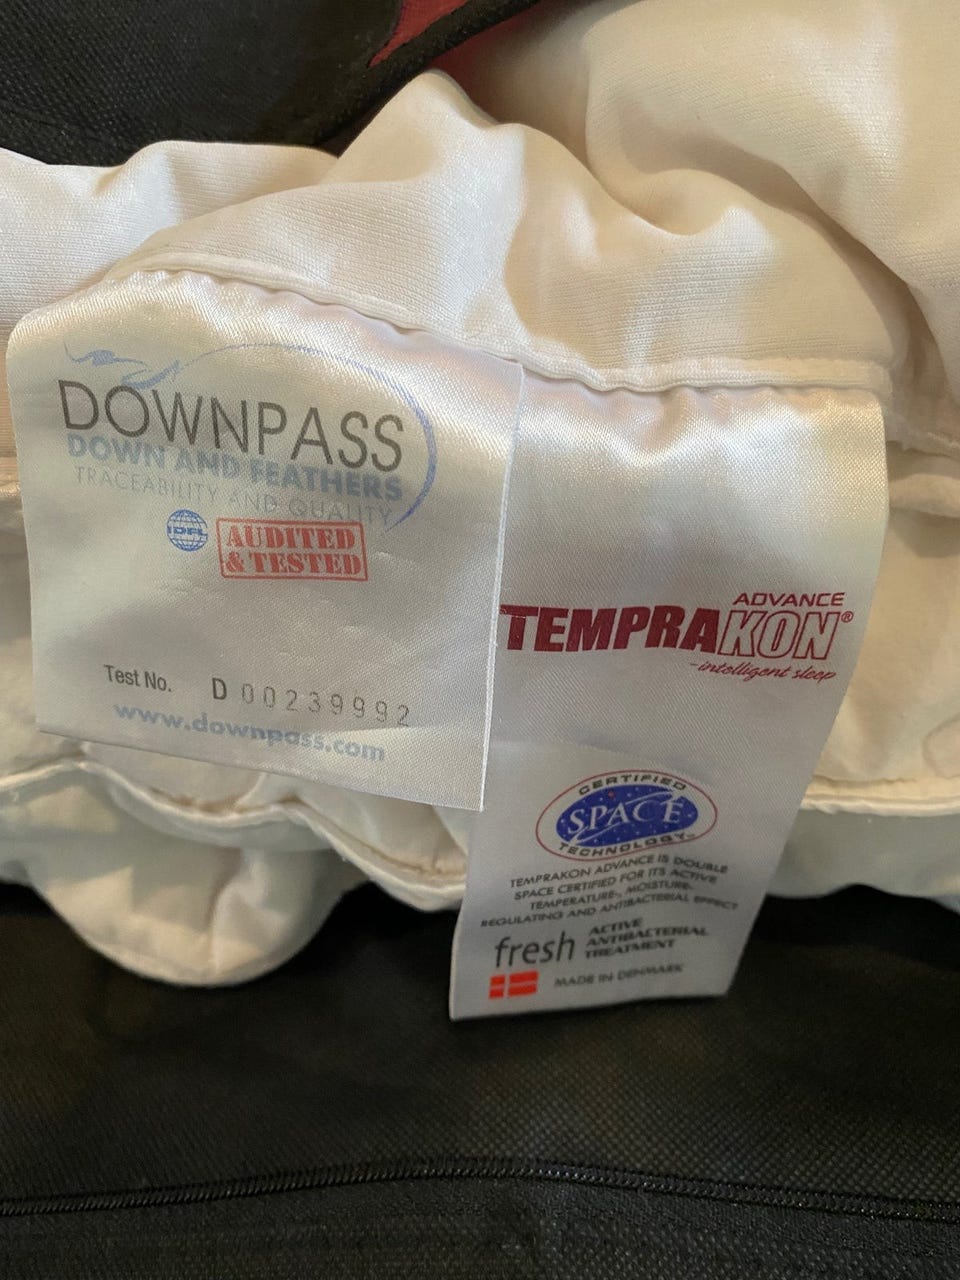 DOWNPASS
DOWN AND FEATHERS
TRACEABILITY AND QUALITY
IDFL
AUDITED
& TESTED
Test No. D 00239992
www.downpass.com
ADVANCE
TEMPRAKON®
-intelligent sleep
CERTIFIED
SPACE
TECHNOLOGY™
TEMPRAKON ADVANCE IS DOUBLE
SPACE CERTIFIED FOR ITS ACTIVE
TEMPERATURE-, MOISTURE-
REGULATING AND ANTIBACTERIAL EFFECT
fresh
ACTIVE
ANTIBACTERIAL
TREATMENT
MADE IN DENMARK